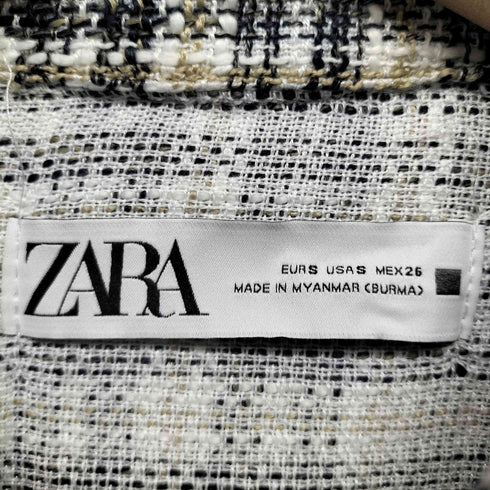 ZARA
EUR S USA S MEX 26
MADE IN MYANMAR (BURMA)